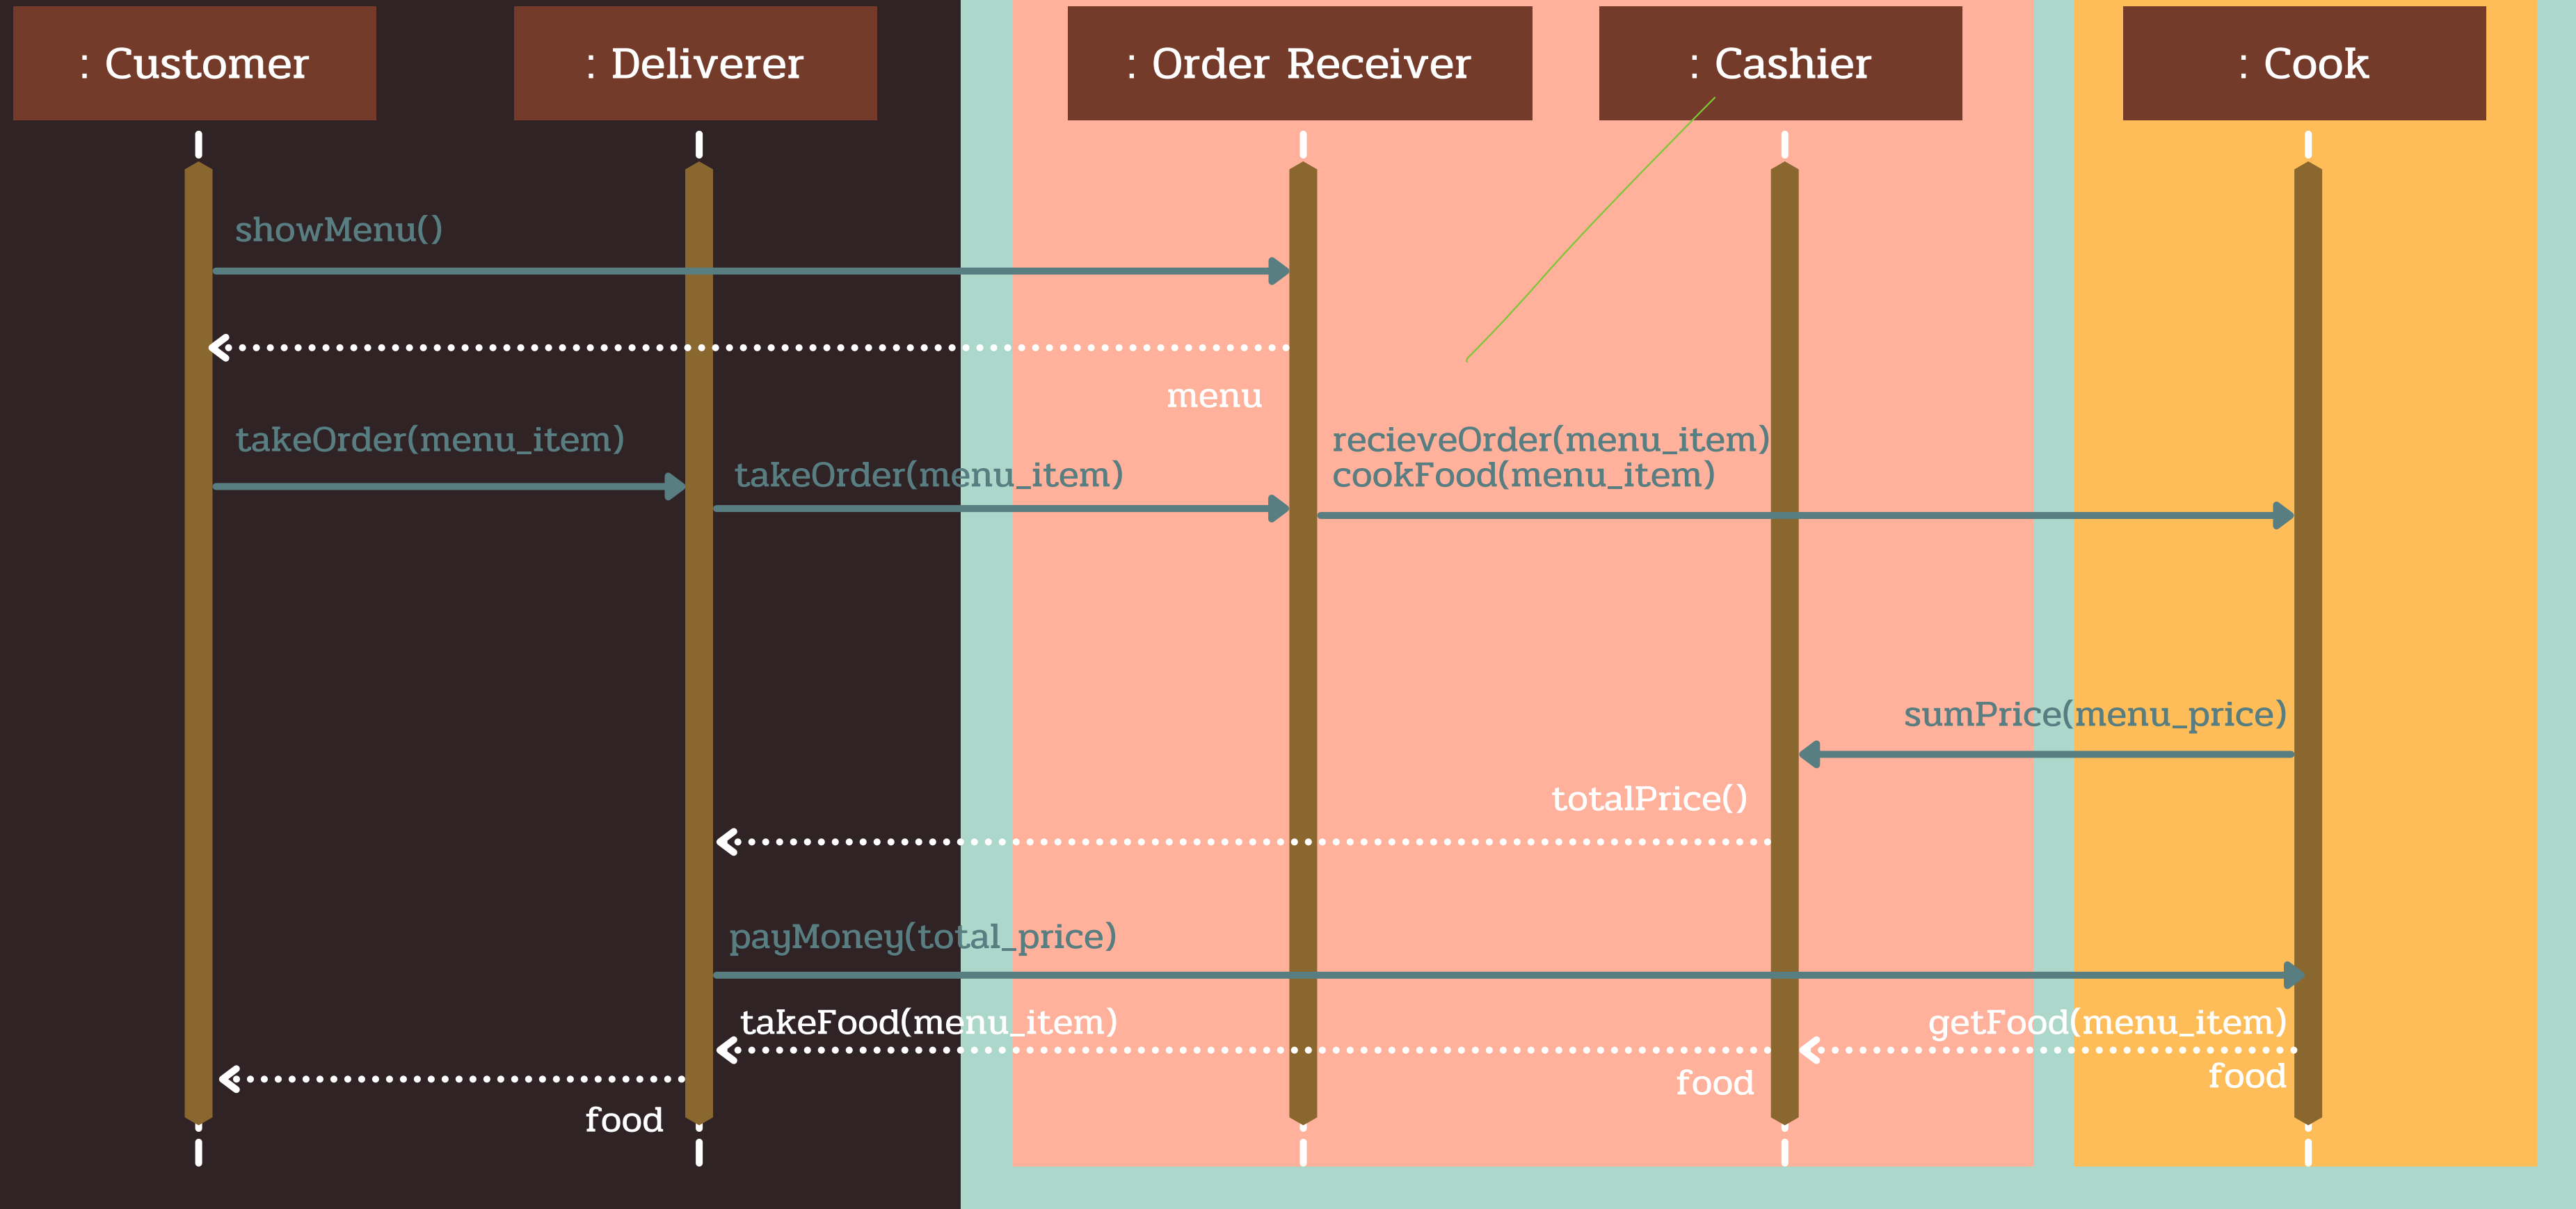 : Customer
: Deliverer
: Order Receiver
: Cashier
: Cook
showMenu()
menu
takeOrder(menu_item)
takeOrder(menu_item)
recieveOrder(menu_item)
cookFood(menu_item)
sumPrice(menu_price)
totalPrice()
payMoney(total_price)
takeFood(menu_item)
getFood(menu_item)
food
food
food